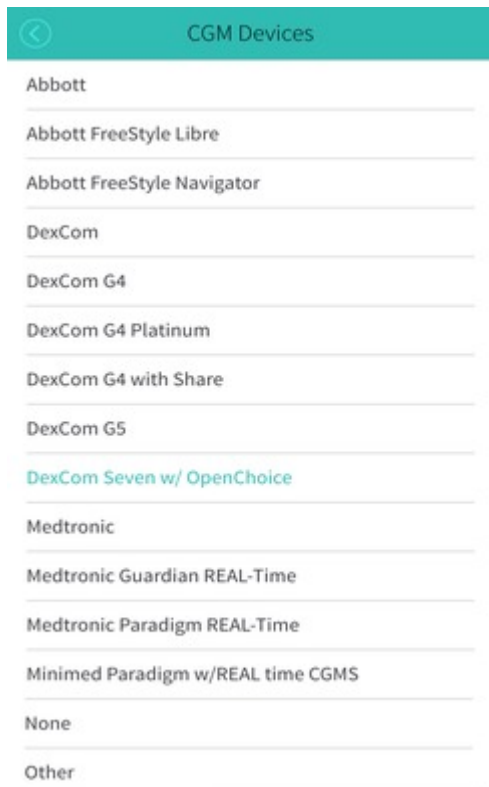 CGM Devices
Abbott
Abbott FreeStyle Libre
Abbott FreeStyle Navigator
DexCom
DexCom G4
DexCom G4 Platinum
DexCom G4 with Share
DexCom G5
DexCom Seven w/ OpenChoice
Medtronic
Medtronic Guardian REAL-Time
Medtronic Paradigm REAL-Time
Minimed Paradigm w/REAL time CGMS
None
Other